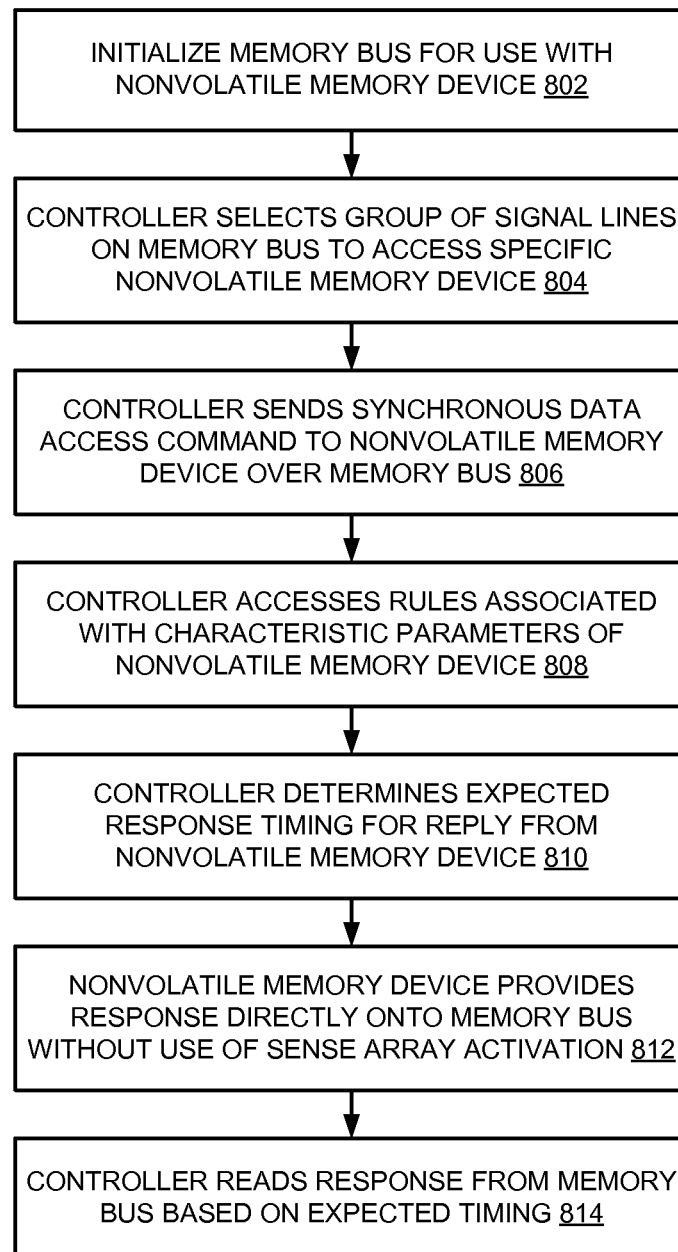 INITIALIZE MEMORY BUS FOR USE WITH
NONVOLATILE MEMORY DEVICE 802
CONTROLLER SELECTS GROUP OF SIGNAL LINES
ON MEMORY BUS TO ACCESS SPECIFIC
NONVOLATILE MEMORY DEVICE 804
CONTROLLER SENDS SYNCHRONOUS DATA
ACCESS COMMAND TO NONVOLATILE MEMORY
DEVICE OVER MEMORY BUS 806
CONTROLLER ACCESSES RULES ASSOCIATED
WITH CHARACTERISTIC PARAMETERS OF
NONVOLATILE MEMORY DEVICE 808
CONTROLLER DETERMINES EXPECTED
RESPONSE TIMING FOR REPLY FROM
NONVOLATILE MEMORY DEVICE 810
NONVOLATILE MEMORY DEVICE PROVIDES
RESPONSE DIRECTLY ONTO MEMORY BUS
WITHOUT USE OF SENSE ARRAY ACTIVATION 812
CONTROLLER READS RESPONSE FROM MEMORY
BUS BASED ON EXPECTED TIMING 814